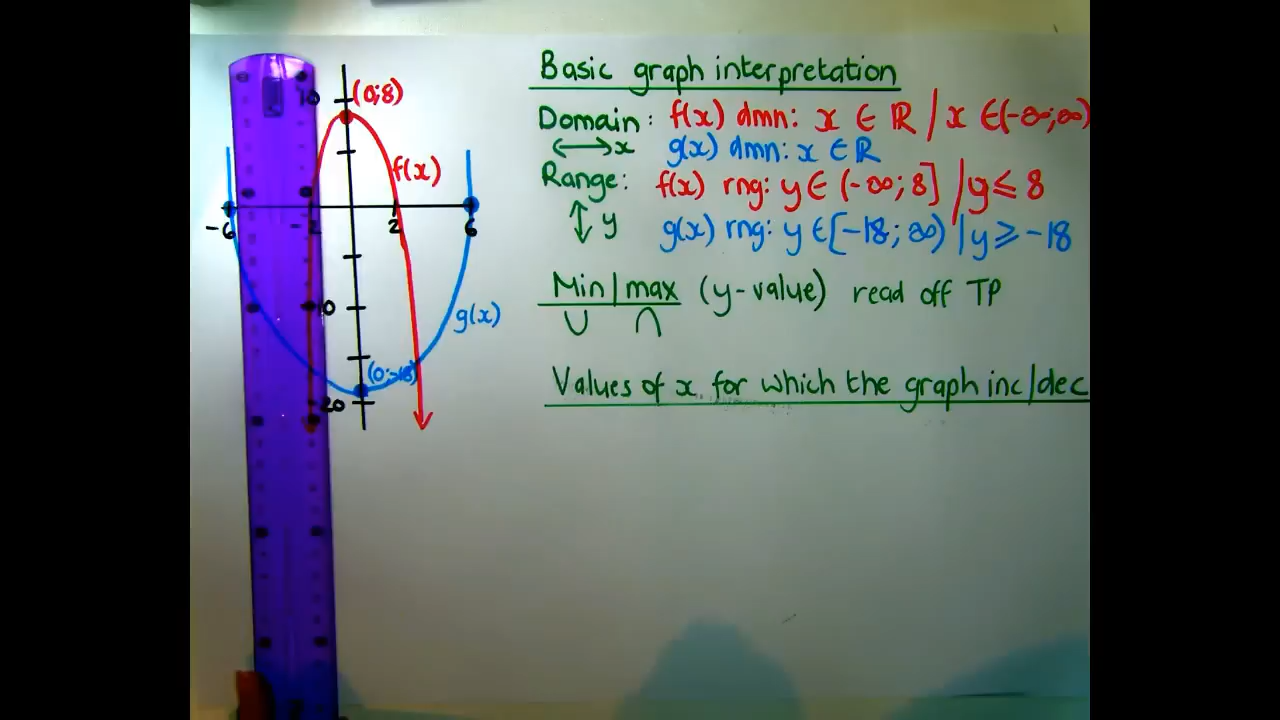 Basic graph interpretation
Domain: f(x) dmn: x ∈ ℝ / x ∈ (-∞;∞)
↔ x g(x) dmn: x ∈ ℝ
Range: f(x) rng: y ∈ (-∞; 8] / y ≤ 8
↕ y g(x) rng: y ∈ [-18; ∞) | y ≥ -18
Min/max (y-value) read off TP
∪ ∩
Values of x for which the graph inc/dec
10 (0;8)
f(x)
-6 -2 2 6
10
g(x)
(0;-18)
20